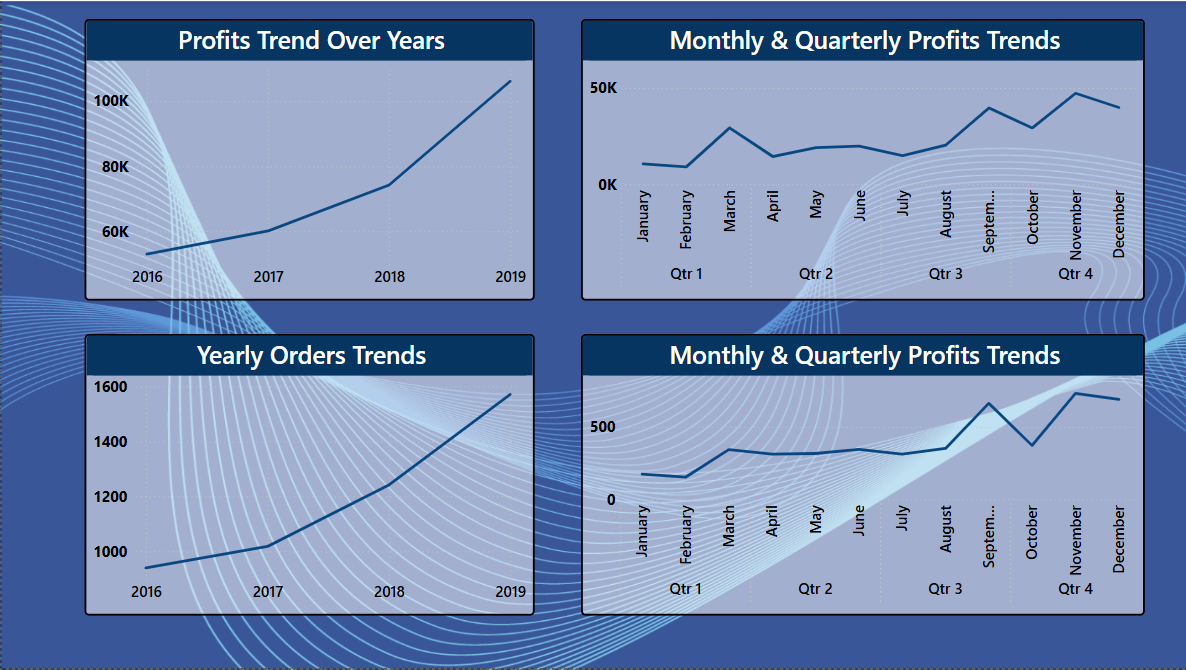 Profits Trend Over Years
100K
80K
60K
2016 2017 2018 2019
Monthly & Quarterly Profits Trends
50K
0K
January February March April May June July August Septem... October November December
Qtr 1 Qtr 2 Qtr 3 Qtr 4
Yearly Orders Trends
1600
1400
1200
1000
2016 2017 2018 2019
Monthly & Quarterly Profits Trends
500
0
January February March April May June July August Septem... October November December
Qtr 1 Qtr 2 Qtr 3 Qtr 4